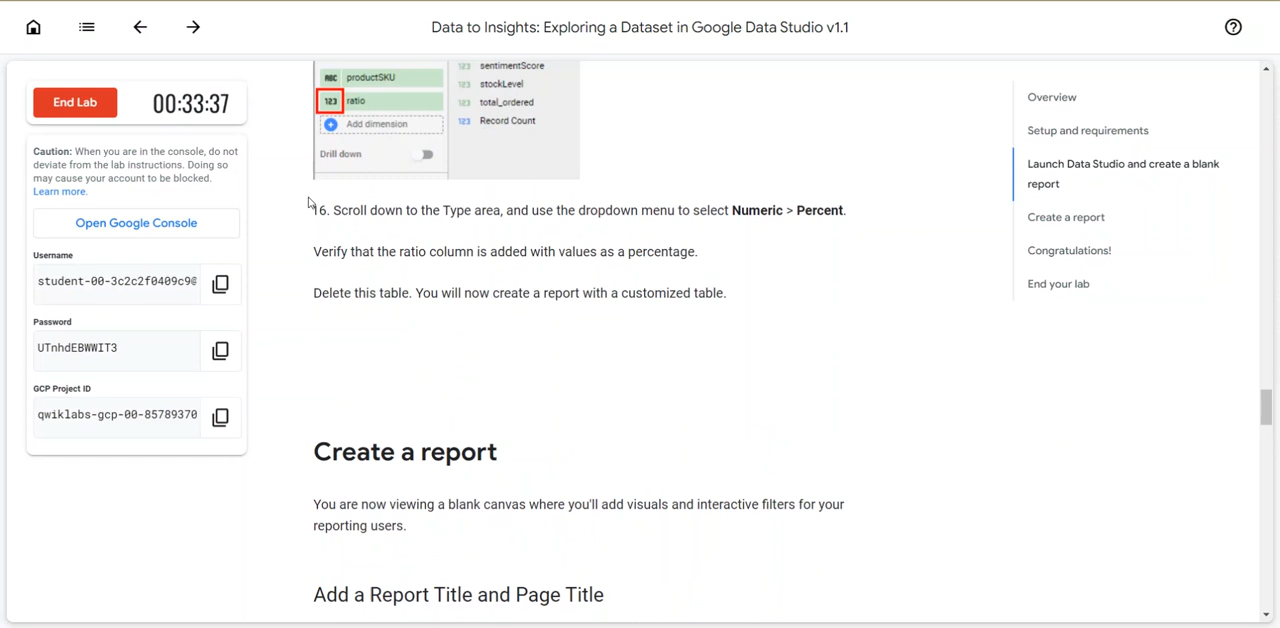 Data to Insights: Exploring a Dataset in Google Data Studio v1.1
End Lab
00:33:37
Caution: When you are in the console, do not
deviate from the lab instructions. Doing so
may cause your account to be blocked.
Learn more.
Open Google Console
Username
student-00-3c2c2f0409c9@
Password
UTnhdEBWWIT3
GCP Project ID
qwiklabs-gcp-00-85789370
ABC productSKU
123 ratio
Add dimension
Drill down
123 sentimentScore
123 stockLevel
123 total_ordered
123 Record Count
16. Scroll down to the Type area, and use the dropdown menu to select Numeric > Percent.
Verify that the ratio column is added with values as a percentage.
Delete this table. You will now create a report with a customized table.
Create a report
You are now viewing a blank canvas where you'll add visuals and interactive filters for your
reporting users.
Add a Report Title and Page Title
Overview
Setup and requirements
Launch Data Studio and create a blank
report
Create a report
Congratulations!
End your lab